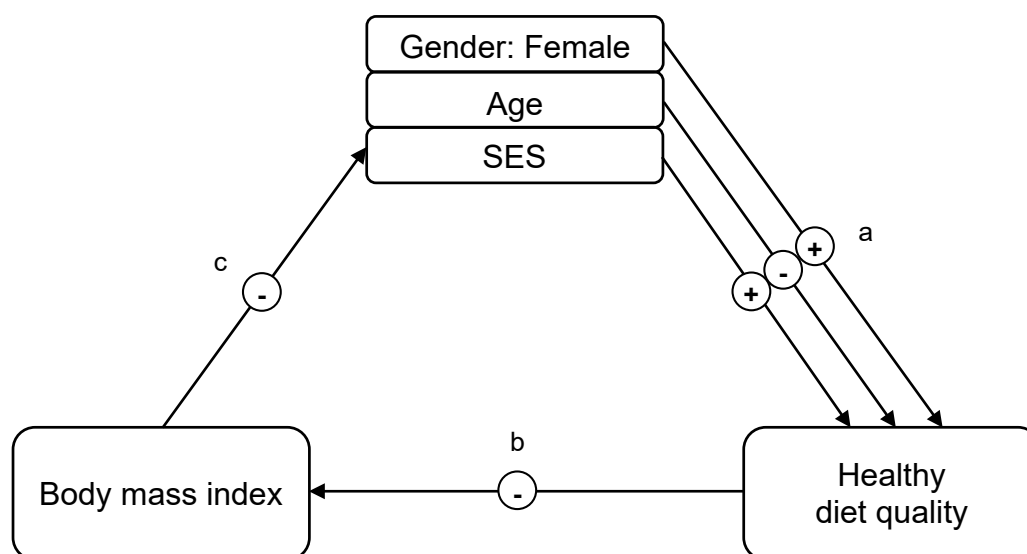 Gender: Female
Age
SES
a
+
-
+
c
-
b
-
Body mass index
Healthy
diet quality